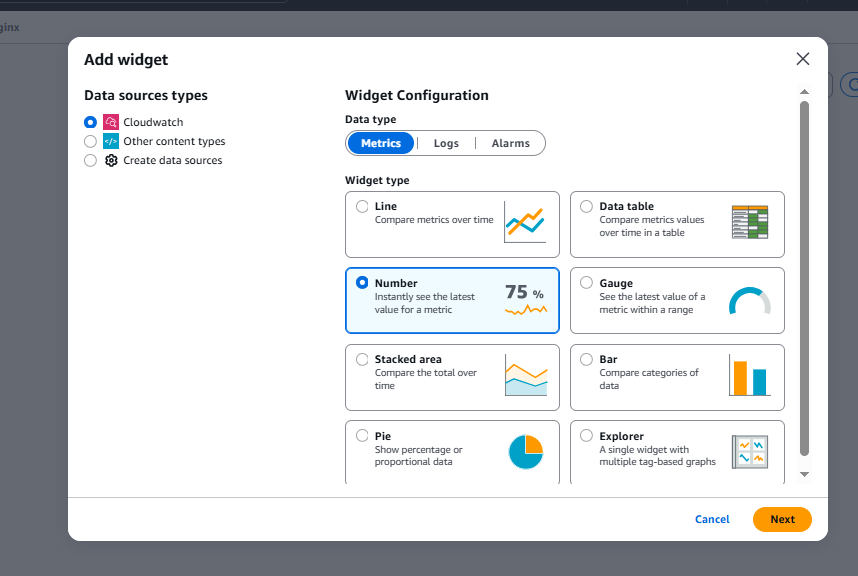 ginx
Add widget
Data sources types
Cloudwatch
Other content types
Create data sources
Widget Configuration
Data type
Metrics
Logs
Alarms
Widget type
Line
Compare metrics over time
Data table
Compare metrics values
over time in a table
Number
Instantly see the latest
value for a metric
75 %
Gauge
See the latest value of a
metric within a range
Stacked area
Compare the total over
time
Bar
Compare categories of
data
Pie
Show percentage or
proportional data
Explorer
A single widget with
multiple tag-based graphs
Cancel
Next